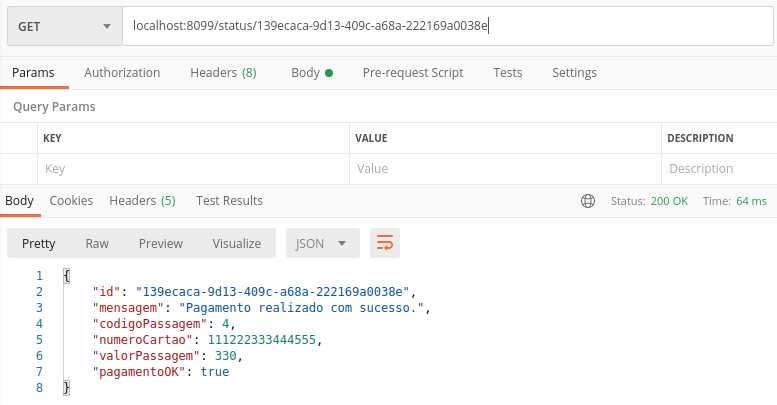 GET localhost:8099/status/139ecaca-9d13-409c-a68a-222169a0038e
Params Authorization Headers (8) Body Pre-request Script Tests Settings
Query Params
KEY VALUE DESCRIPTION
Key Value Description
Body Cookies Headers (5) Test Results Status: 200 OK Time: 64 ms
Pretty Raw Preview Visualize JSON
1 {
2 "id": "139ecaca-9d13-409c-a68a-222169a0038e",
3 "mensagem": "Pagamento realizado com sucesso.",
4 "codigoPassagem": 4,
5 "numeroCartao": 111222333444555,
6 "valorPassagem": 330,
7 "pagamentoOK": true
8 }